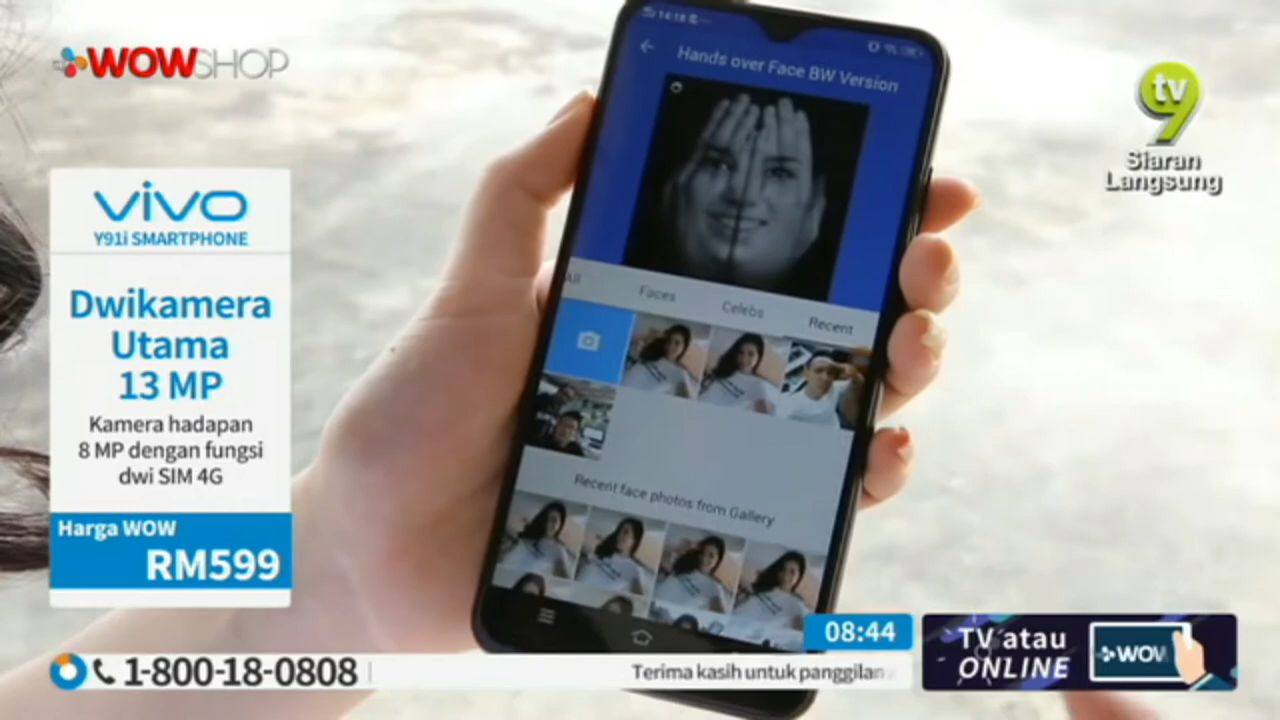 WOWSHOP
tv9
Siaran
Langsung
vivo
Y91i SMARTPHONE
Dwikamera
Utama
13 MP
Kamera hadapan
8 MP dengan fungsi
dwi SIM 4G
Harga WOW
RM599
14:18
Hands over Face BW Version
All
Faces
Celebs
Recent
Recent face photos from Gallery
08:44
1-800-18-0808
Terima kasih untuk panggilan
TV atau
ONLINE
WOW